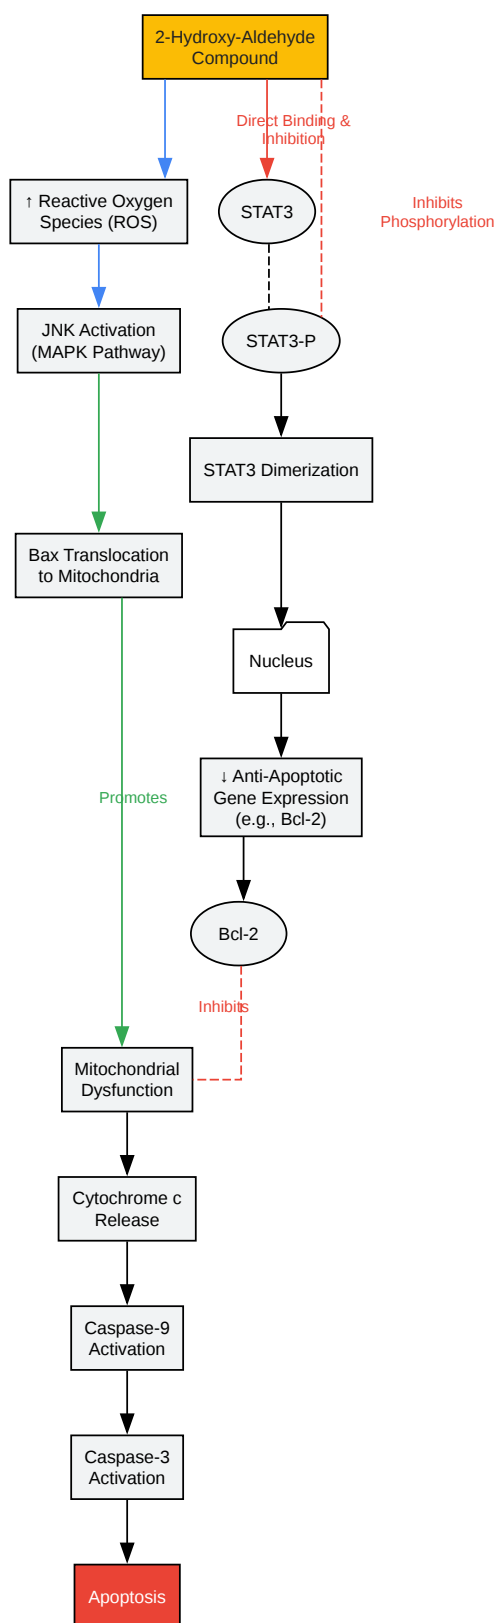 2-Hydroxy-Aldehyde
Compound
Direct Binding &
Inhibition
Inhibits
Phosphorylation
↑ Reactive Oxygen
Species (ROS)
STAT3
JNK Activation
(MAPK Pathway)
STAT3-P
STAT3 Dimerization
Bax Translocation
to Mitochondria
Nucleus
↓ Anti-Apoptotic
Gene Expression
(e.g., Bcl-2)
Promotes
Bcl-2
Inhibits
Mitochondrial
Dysfunction
Cytochrome c
Release
Caspase-9
Activation
Caspase-3
Activation
Apoptosis